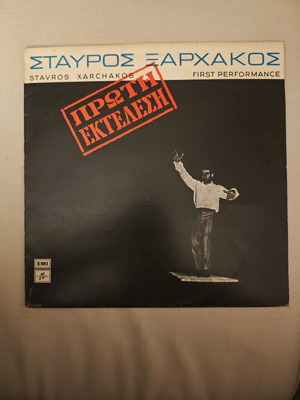 ΣΤΑΥΡΟΣ ΞΑΡΧΑΚΟΣ
STAVROS XARCHAKOS FIRST PERFORMANCE
ΠΡΩΤΗ
ΕΚΤΕΛΕΣΗ
EMI